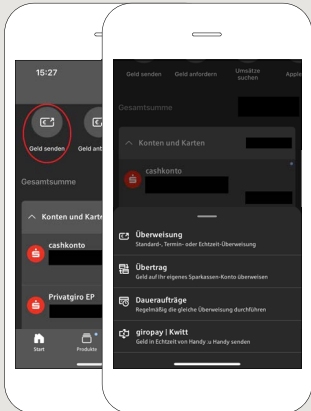 15:27
Geld senden
Geld ant
Gesamtsumme
Konten und Karte
cashkonto
Privatgiro EP
Start
Produkte
Geld senden
Geld anfordern
Umsätze
suchen
Apple
Gesamtsumme
Konten und Karten
cashkonto
Überweisung
Standard-, Termin- oder Echtzeit-Überweisung
Übertrag
Geld auf Ihr eigenes Sparkassen-Konto überweisen
Daueraufträge
Regelmäßig die gleiche Überweisung durchführen
giropay | Kwitt
Geld in Echtzeit von Handy zu Handy senden